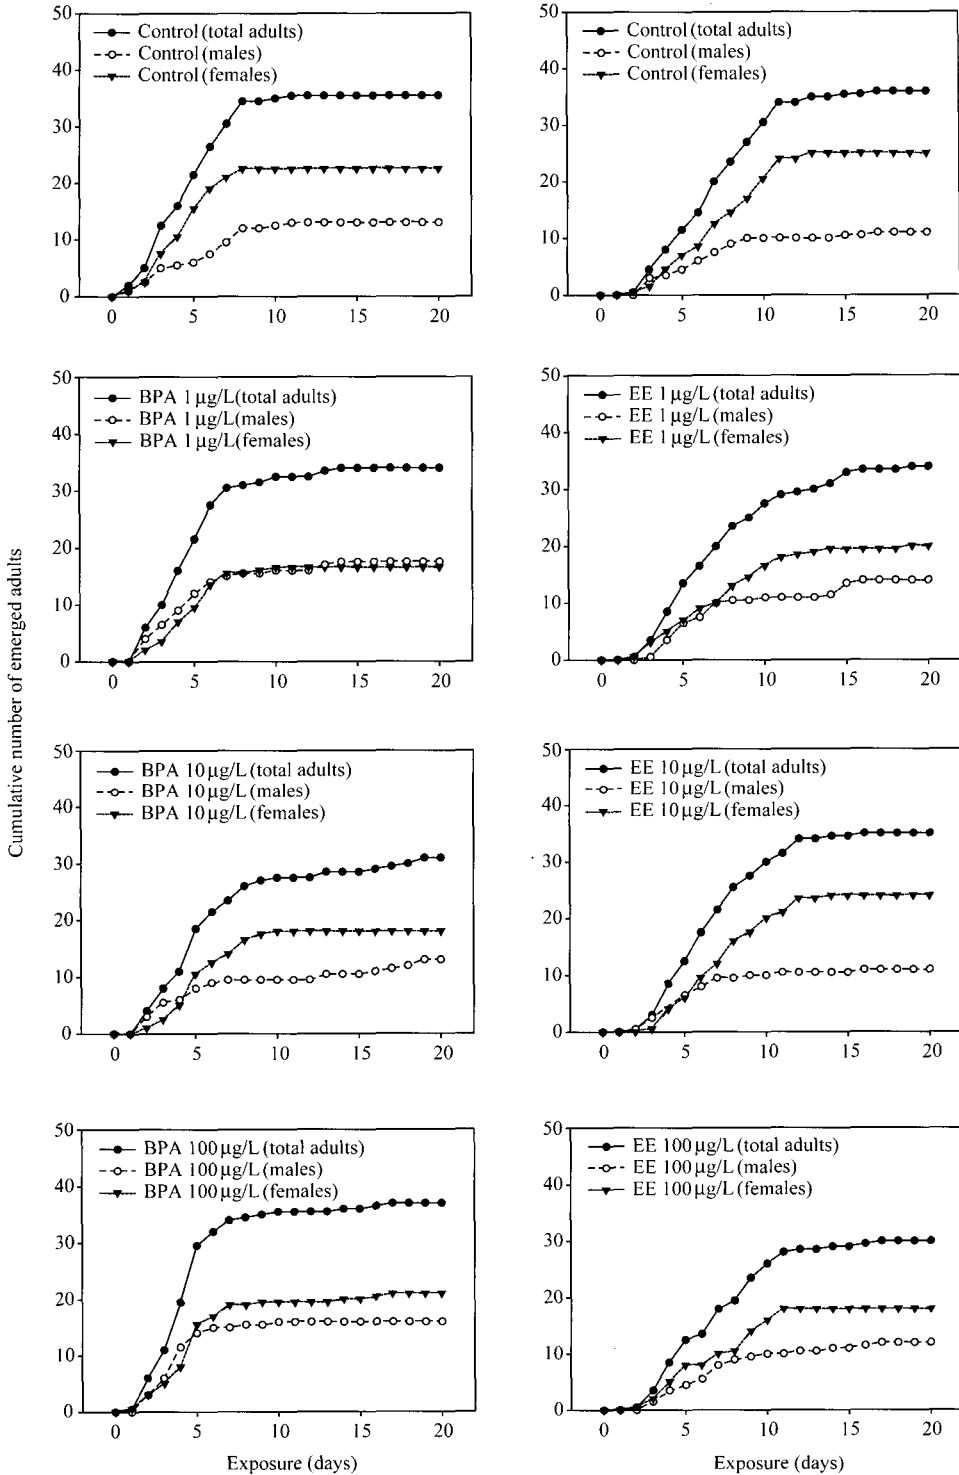 Cumulative number of emerged adults
50
40
30
20
10
0
Control (total adults)
Control (males)
Control (females)
0 5 10 15 20
50
40
30
20
10
0
Control (total adults)
Control (males)
Control (females)
0 5 10 15 20
50
40
30
20
10
0
BPA 1 µg/L (total adults)
BPA 1 µg/L (males)
BPA 1 µg/L (females)
0 5 10 15 20
50
40
30
20
10
0
EE 1 µg/L (total adults)
EE 1 µg/L (males)
EE 1 µg/L (females)
0 5 10 15 20
50
40
30
20
10
0
BPA 10 µg/L (total adults)
BPA 10 µg/L (males)
BPA 10 µg/L (females)
0 5 10 15 20
50
40
30
20
10
0
EE 10 µg/L (total adults)
EE 10 µg/L (males)
EE 10 µg/L (females)
0 5 10 15 20
50
40
30
20
10
0
BPA 100 µg/L (total adults)
BPA 100 µg/L (males)
BPA 100 µg/L (females)
0 5 10 15 20
Exposure (days)
50
40
30
20
10
0
EE 100 µg/L (total adults)
EE 100 µg/L (males)
EE 100 µg/L (females)
0 5 10 15 20
Exposure (days)